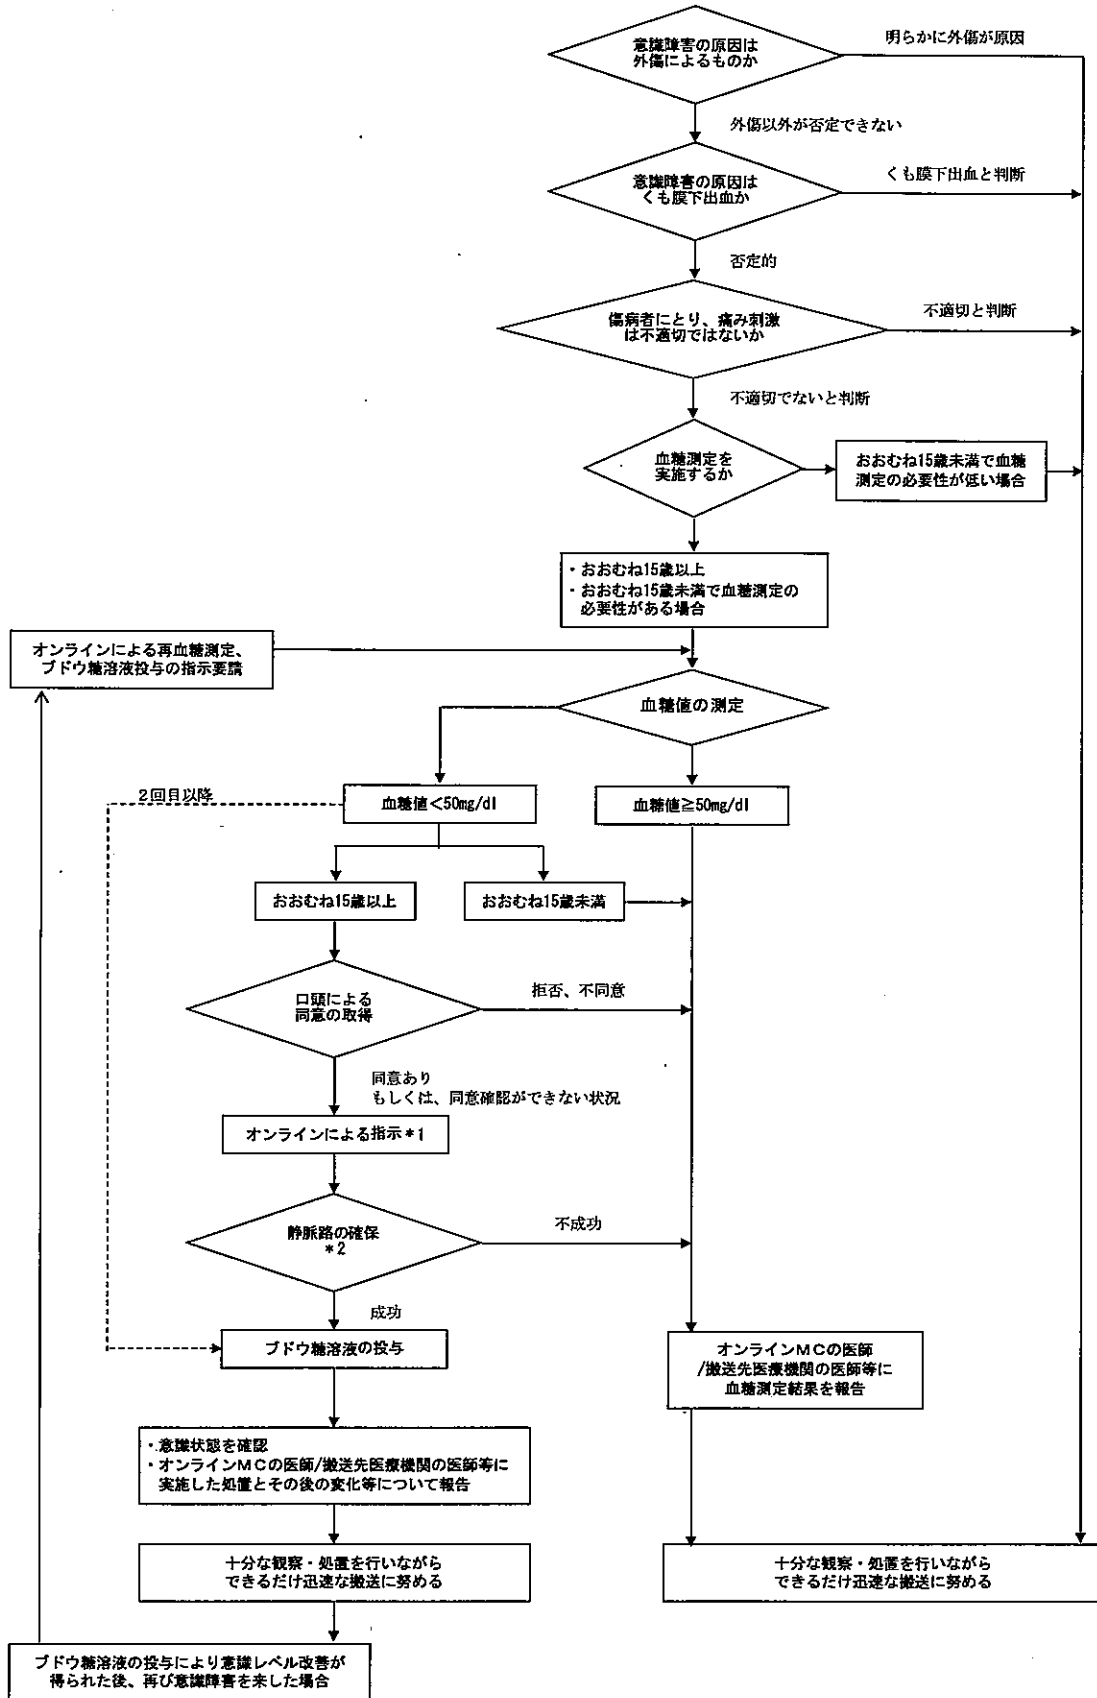 意識障害の原因は
外傷によるものか
明らかに外傷が原因
外傷以外が否定できない
意識障害の原因は
くも膜下出血か
くも膜下出血と判断
否定的
傷病者にとり、痛み刺激
は不適切ではないか
不適切と判断
不適切でないと判断
血糖測定を
実施するか
おおむね15歳未満で血糖
測定の必要性が低い場合
・おおむね15歳以上
・おおむね15歳未満で血糖測定の
必要性がある場合
オンラインによる再血糖測定、
ブドウ糖溶液投与の指示要請
血糖値の測定
2回目以降
血糖値＜50mg/dl
血糖値≧50mg/dl
おおむね15歳以上
おおむね15歳未満
口頭による
同意の取得
拒否、不同意
同意あり
もしくは、同意確認ができない状況
オンラインによる指示＊1
静脈路の確保
＊2
不成功
成功
ブドウ糖溶液の投与
オンラインＭＣの医師
/搬送先医療機関の医師等に
血糖測定結果を報告
・意識状態を確認
・オンラインＭＣの医師/搬送先医療機関の医師等に
実施した処置とその後の変化等について報告
十分な観察・処置を行いながら
できるだけ迅速な搬送に努める
十分な観察・処置を行いながら
できるだけ迅速な搬送に努める
ブドウ糖溶液の投与により意識レベル改善が
得られた後、再び意識障害を来した場合